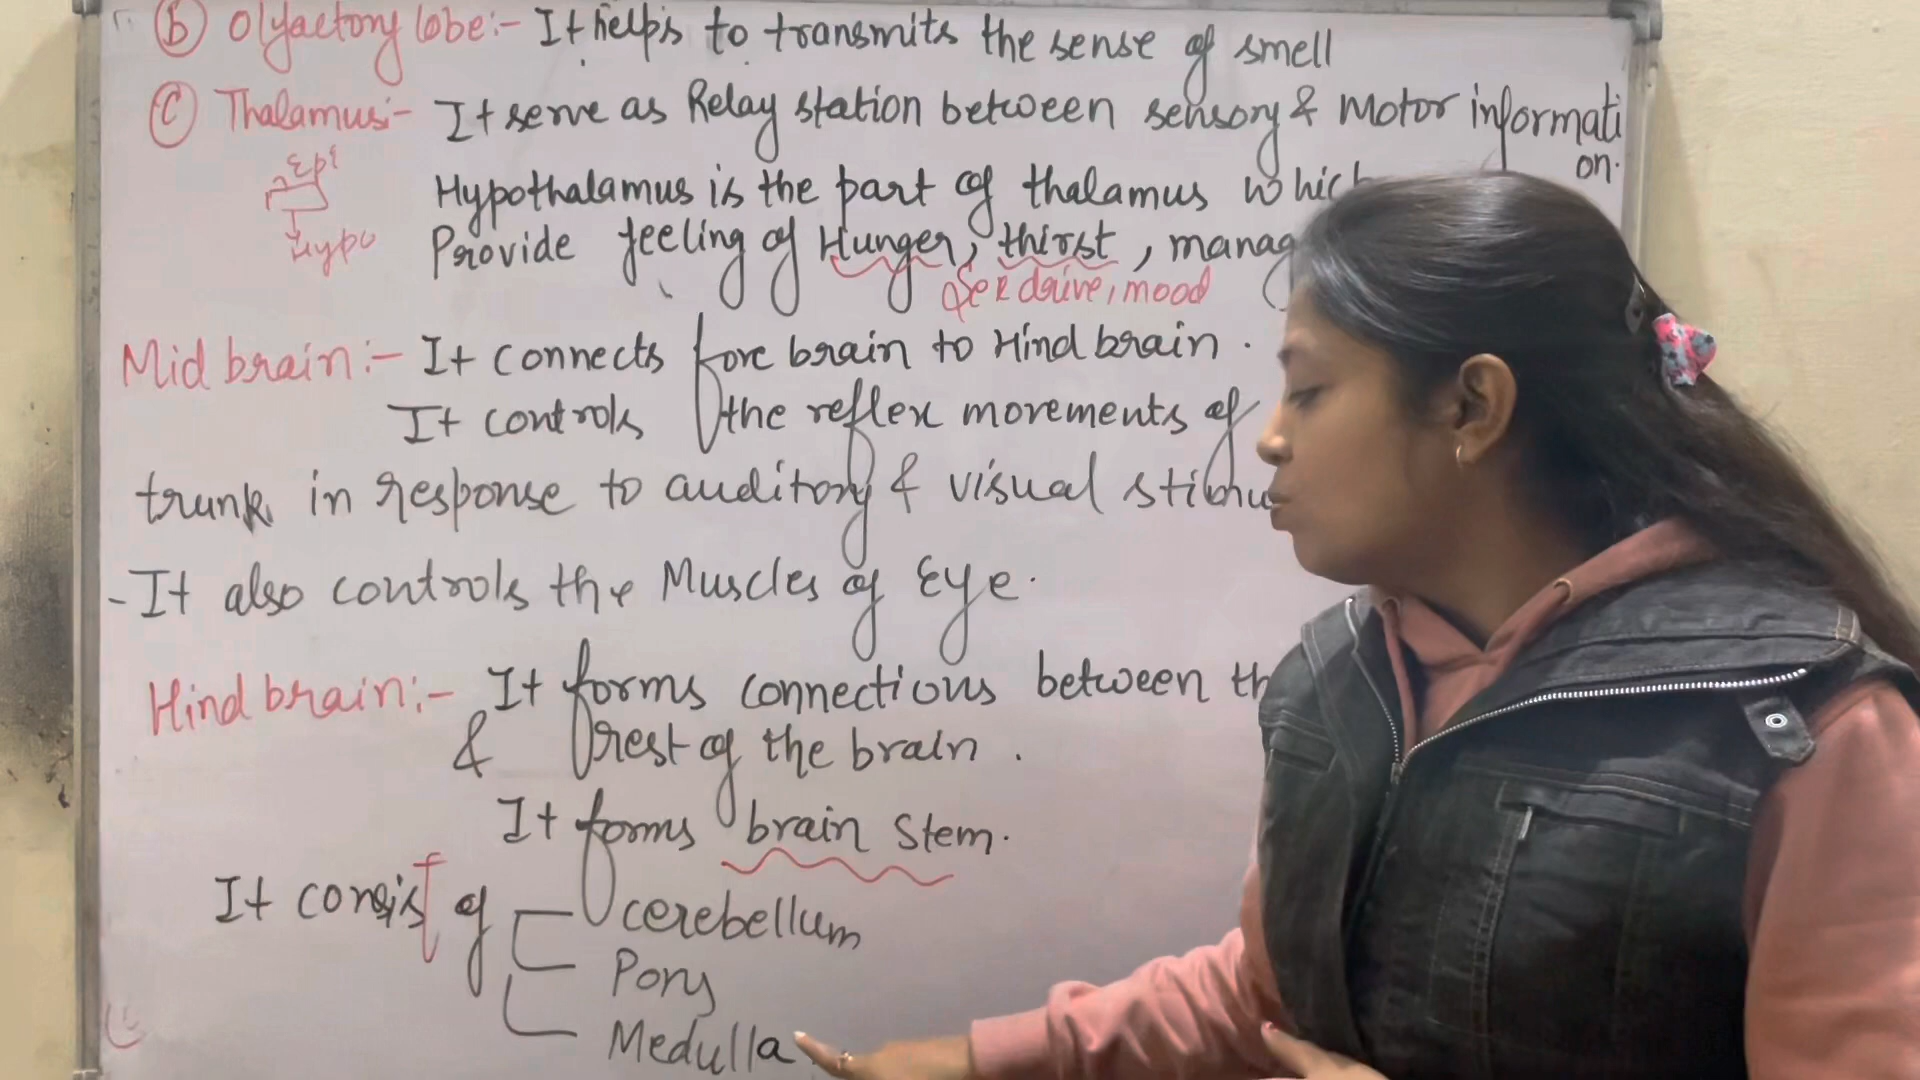 (b) Olfactory lobe:- It helps to transmits the sense of smell
(C) Thalamus:- It serve as Relay station between sensory & Motor informati
on.
Epi
Hypo
Hypothalamus is the part of thalamus which
Provide feeling of Hunger, thirst, manag
Sex drive, mood
Mid brain:- It connects fore brain to Hind brain.
It controls the reflex movements of
trunk in response to auditory & visual
- It also controls the Muscles of Eye.
Hind brain:- It forms connections between th
& rest of the brain.
It forms brain stem.
It consist of
cerebellum
Pons
Medulla